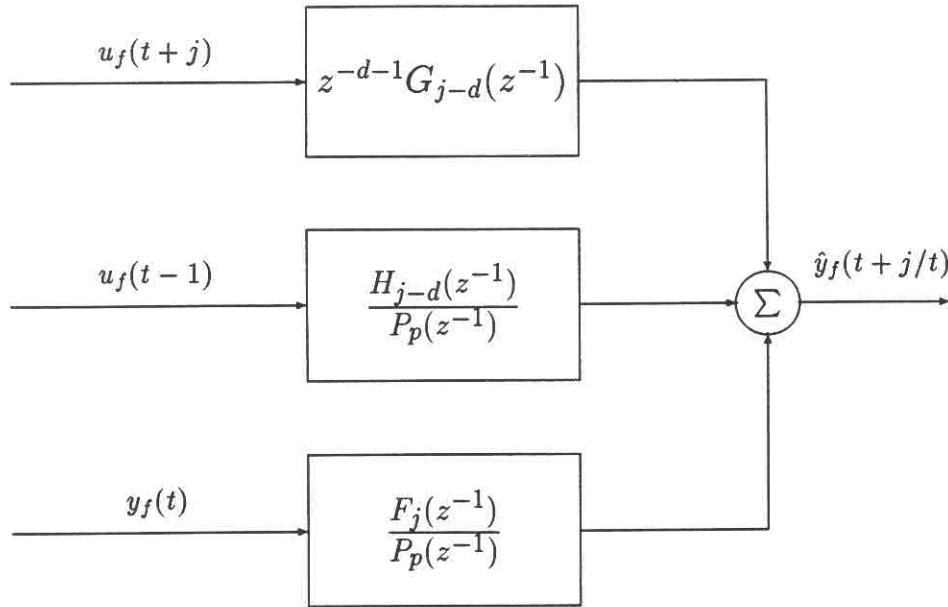 u_f(t + j)
z^{-d-1}G_{j-d}(z^{-1})
u_f(t − 1)
H_{j-d}(z^{-1})
P_p(z^{-1})
Σ
ŷ_f(t + j/t)
y_f(t)
F_j(z^{-1})
P_p(z^{-1})